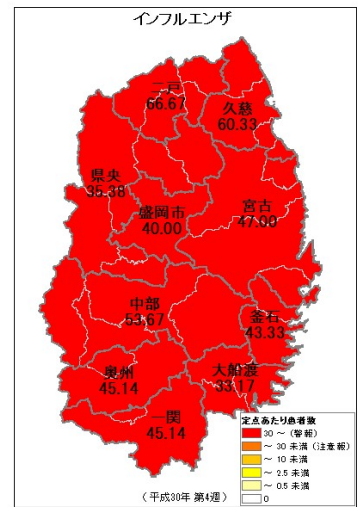 インフルエンザ
二戸
66.67
久慈
60.33
県央
35.38
盛岡市
40.00
宮古
47.00
中部
53.67
釜石
43.33
奥州
45.14
大船渡
33.17
一関
45.14
定点あたり患者数
30 ～ (警報)
～ 30 未満 (注意報)
～ 10 未満
～ 2.5 未満
～ 0.5 未満
0
(平成30年 第4週)